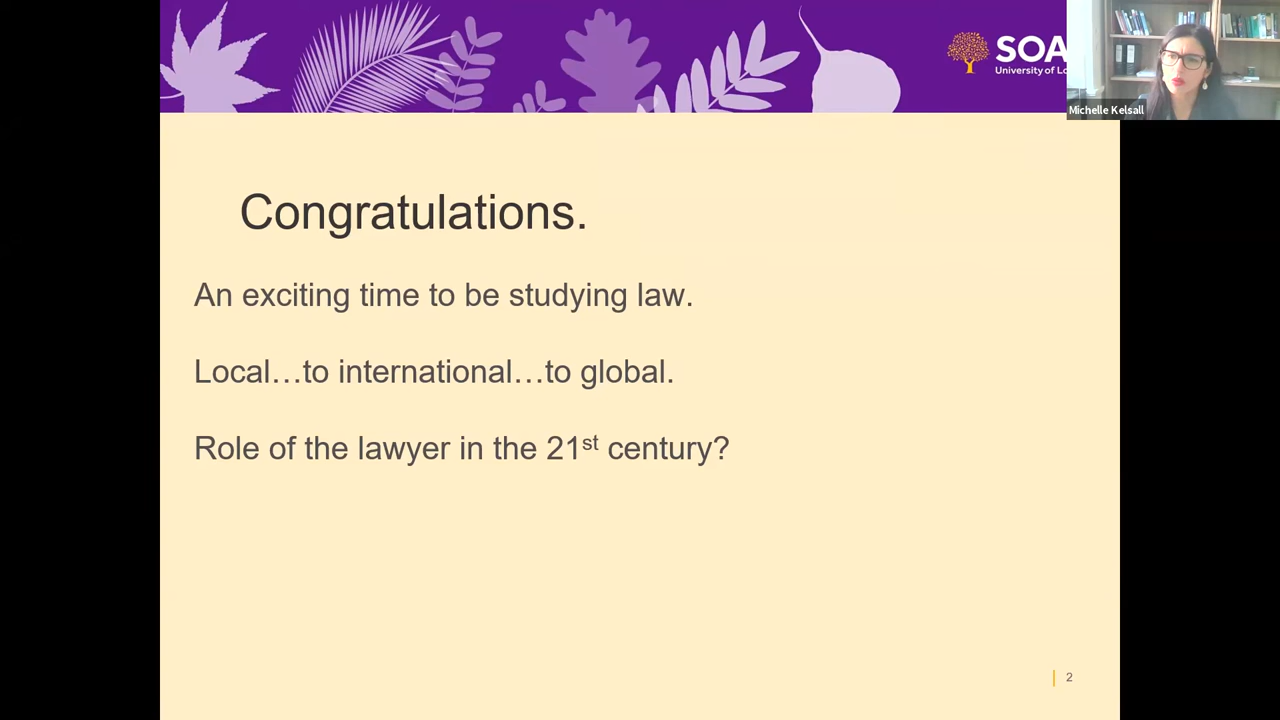 SOA
University of Lo
Michelle Kelsall
Congratulations.
An exciting time to be studying law.
Local…to international…to global.
Role of the lawyer in the 21st century?
2